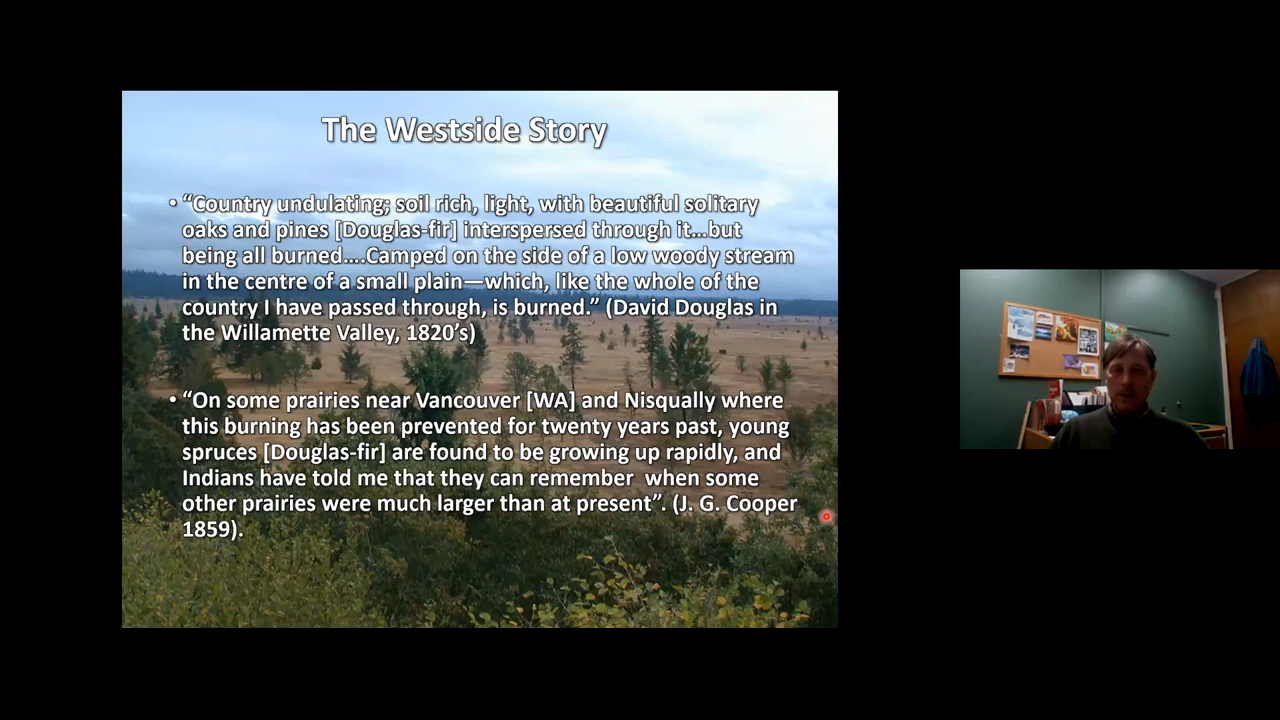 The Westside Story
• “Country undulating; soil rich, light, with beautiful solitary
oaks and pines [Douglas-fir] interspersed through it...but
being all burned....Camped on the side of a low woody stream
in the centre of a small plain—which, like the whole of the
country I have passed through, is burned.” (David Douglas in
the Willamette Valley, 1820’s)
• “On some prairies near Vancouver [WA] and Nisqually where
this burning has been prevented for twenty years past, young
spruces [Douglas-fir] are found to be growing up rapidly, and
Indians have told me that they can remember  when some
other prairies were much larger than at present”. (J. G. Cooper
1859).